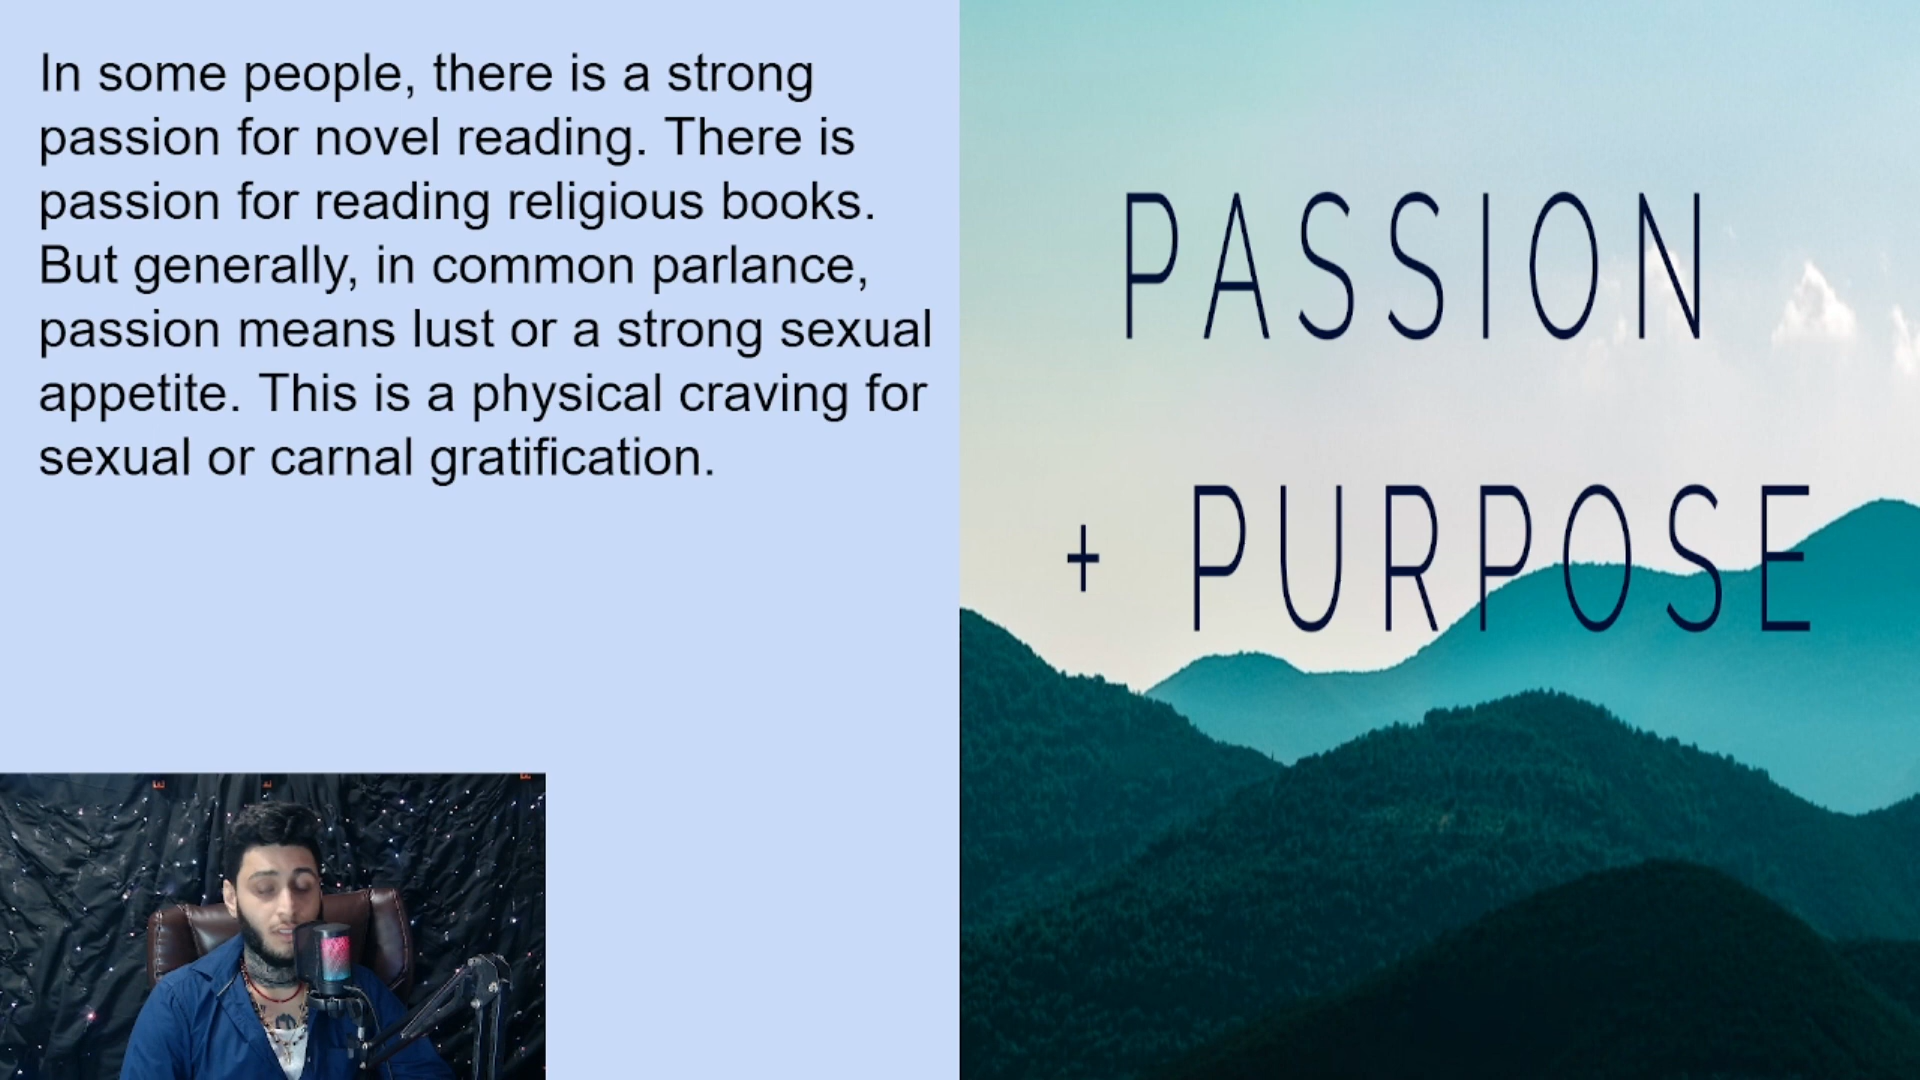 In some people, there is a strong
passion for novel reading. There is
passion for reading religious books.
But generally, in common parlance,
passion means lust or a strong sexual
appetite. This is a physical craving for
sexual or carnal gratification.
PASSION
+ PURPOSE